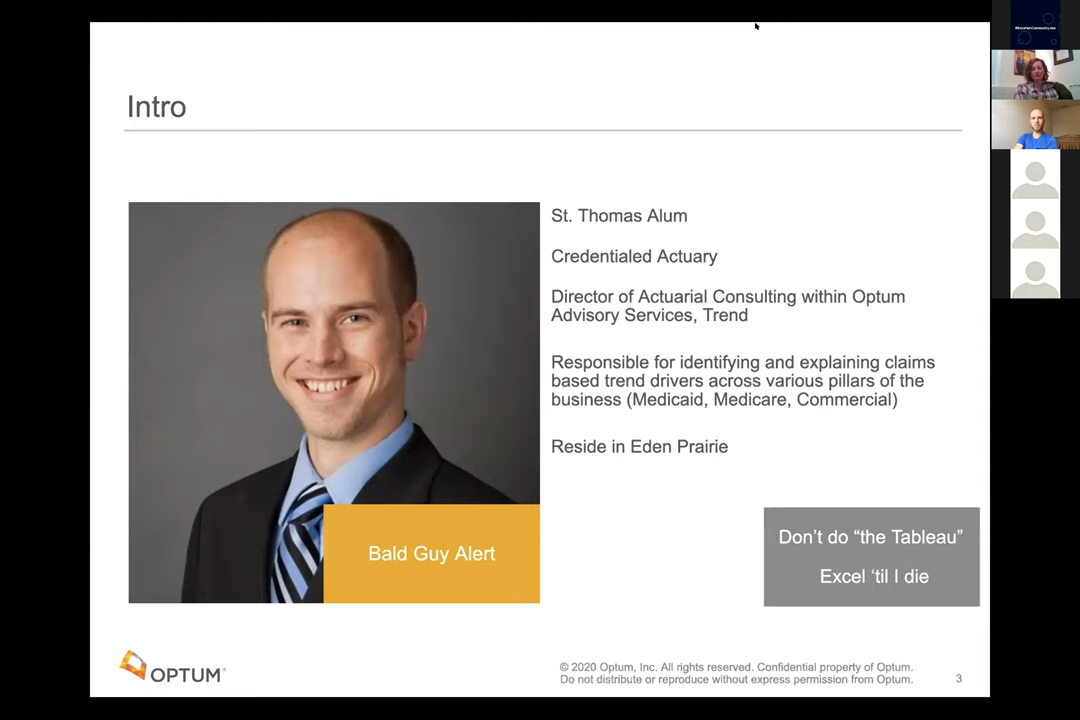 Intro
St. Thomas Alum
Credentialed Actuary
Director of Actuarial Consulting within Optum
Advisory Services, Trend
Responsible for identifying and explaining claims
based trend drivers across various pillars of the
business (Medicaid, Medicare, Commercial)
Reside in Eden Prairie
Bald Guy Alert
Don’t do “the Tableau”
Excel ‘til I die
OPTUM®
© 2020 Optum, Inc. All rights reserved. Confidential property of Optum.
Do not distribute or reproduce without express permission from Optum.
3